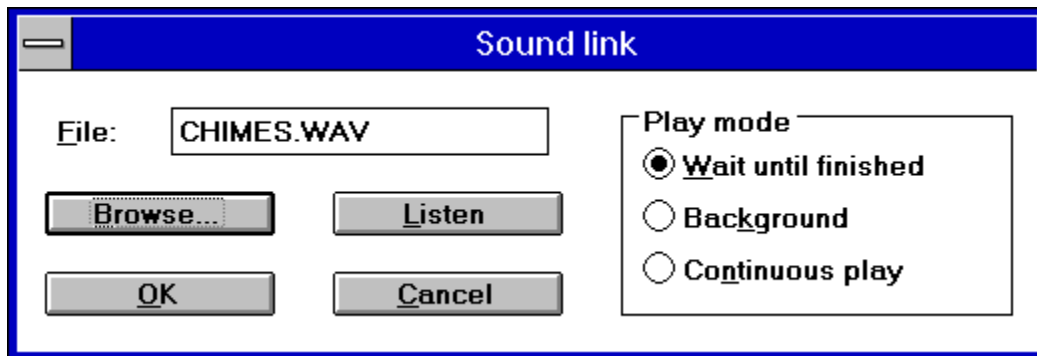 Sound link
File: CHIMES.WAV
Browse... Listen
OK Cancel
Play mode
Wait until finished
Background
Continuous play